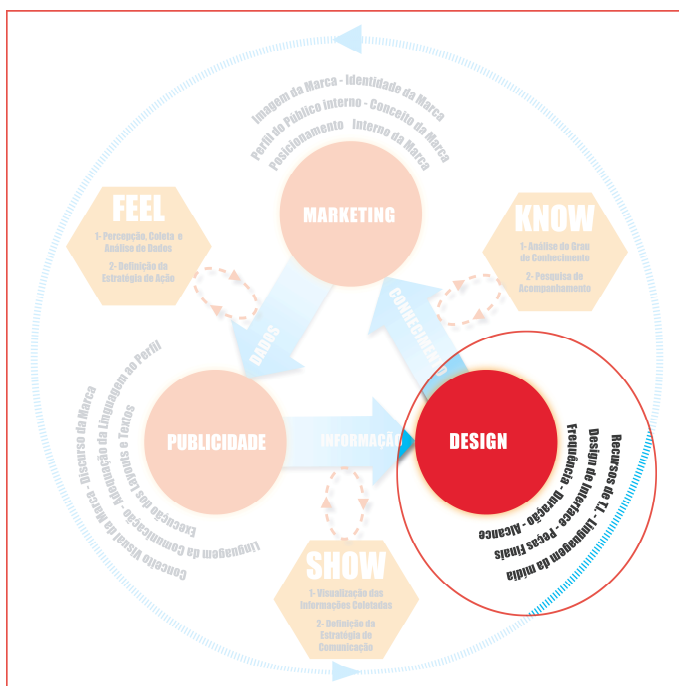 Imagem da Marca - Identidade da Marca
Perfil do Público Interno - Conceito da Marca
Posicionamento Interno da Marca
MARKETING
FEEL
1- Percepção, Coleta e
Análise de Dados
2- Definição da
Estratégia de Ação
KNOW
1- Análise do Grau
de Conhecimento
2- Pesquisa de
Acompanhamento
DADOS
CONHECIMENTO
PUBLICIDADE
INFORMAÇÃO
DESIGN
Execução dos Layouts e Textos
Linguagem da Comunicação - Adequação da Linguagem ao Perfil
Conceito Visual da Marca - Discurso da Marca
Frequência - Duração - Alcance
Design de Interface - Peças Finais
Recursos de T.I. - Linguagem da mídia
SHOW
1- Visualização das
Informações Coletadas
2- Definição da
Estratégia de
Comunicação